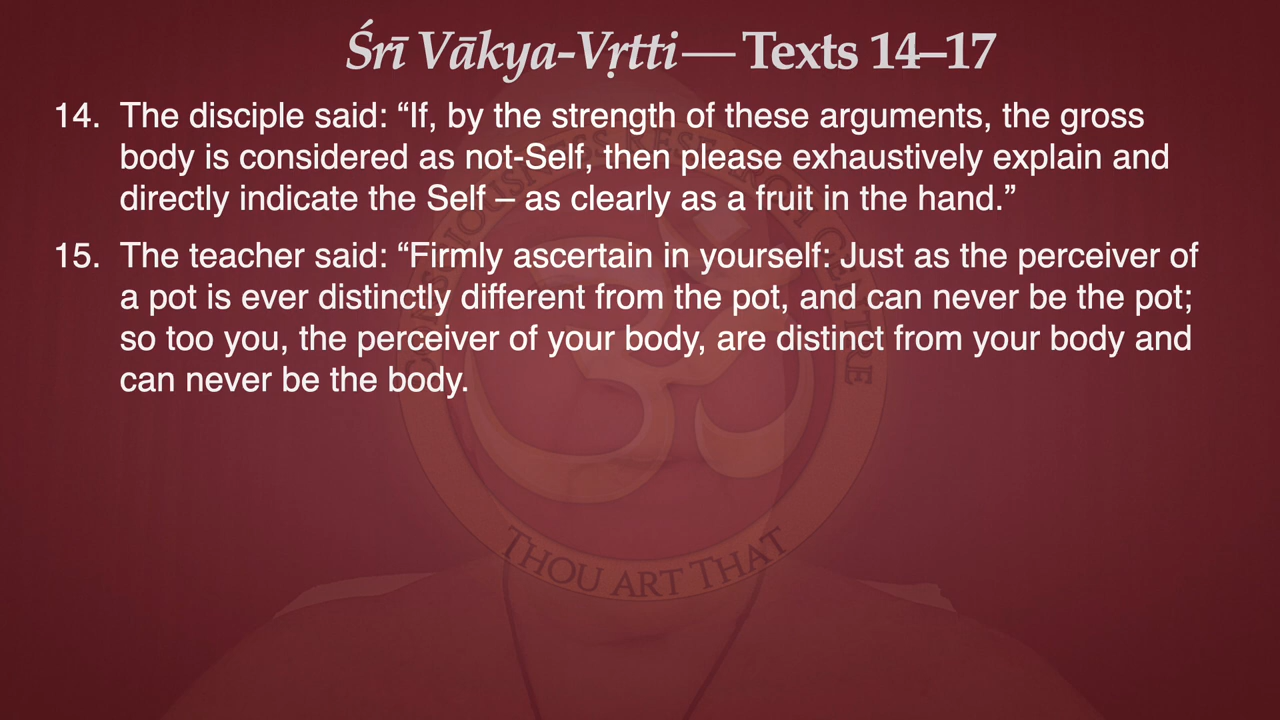 Śrī Vākya-Vṛtti — Texts 14–17
14. The disciple said: “If, by the strength of these arguments, the gross
body is considered as not-Self, then please exhaustively explain and
directly indicate the Self – as clearly as a fruit in the hand.”
15. The teacher said: “Firmly ascertain in yourself: Just as the perceiver of
a pot is ever distinctly different from the pot, and can never be the pot;
so too you, the perceiver of your body, are distinct from your body and
can never be the body.
ॐ
THOU ART THAT